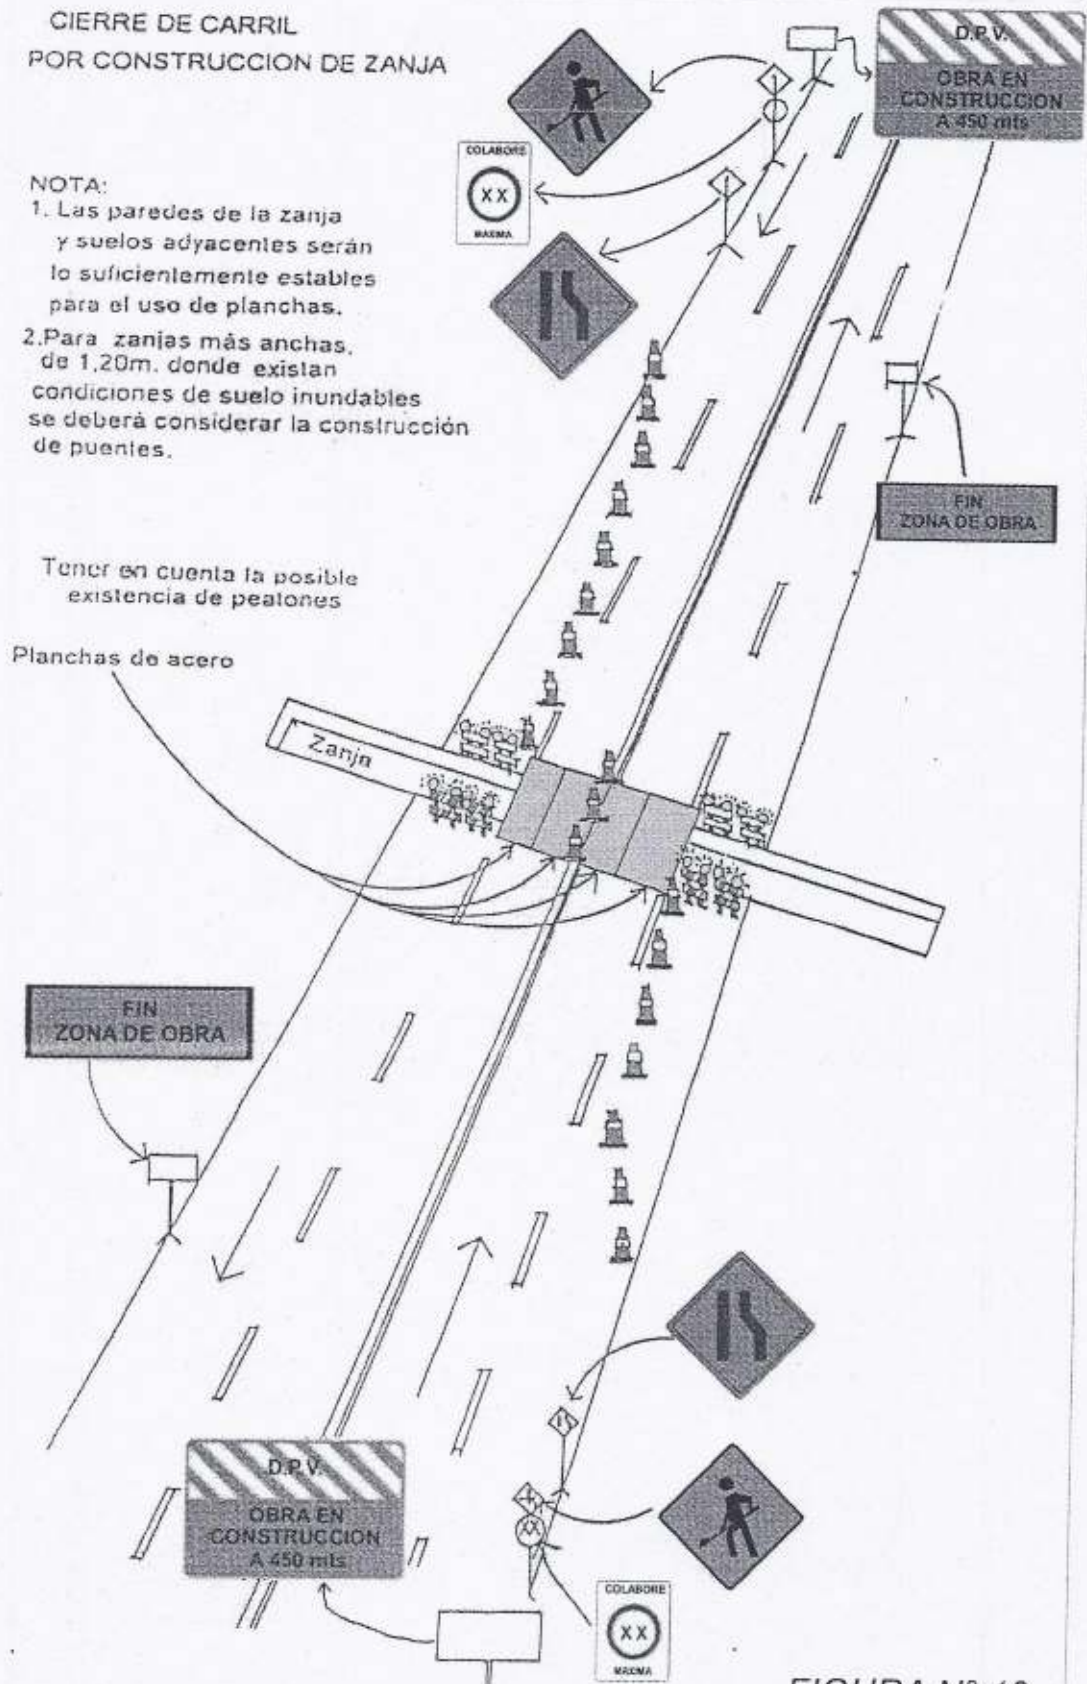 CIERRE DE CARRIL
POR CONSTRUCCION DE ZANJA
D.P.V.
OBRA EN
CONSTRUCCION
A 450 mts
COLABORE
XX
MAXIMA
NOTA:
1. Las paredes de la zanja
y suelos adyacentes serán
lo suficientemente estables
para el uso de planchas.
2.Para zanjas más anchas,
de 1,20m. donde existan
condiciones de suelo inundables
se deberá considerar la construcción
de puentes.
FIN
ZONA DE OBRA
Tener en cuenta la posible
existencia de peatones
Planchas de acero
Zanja
FIN
ZONA DE OBRA
D.P.V.
OBRA EN
CONSTRUCCION
A 450 mts
XX
COLABORE
XX
MAXIMA
FIGURA Nº